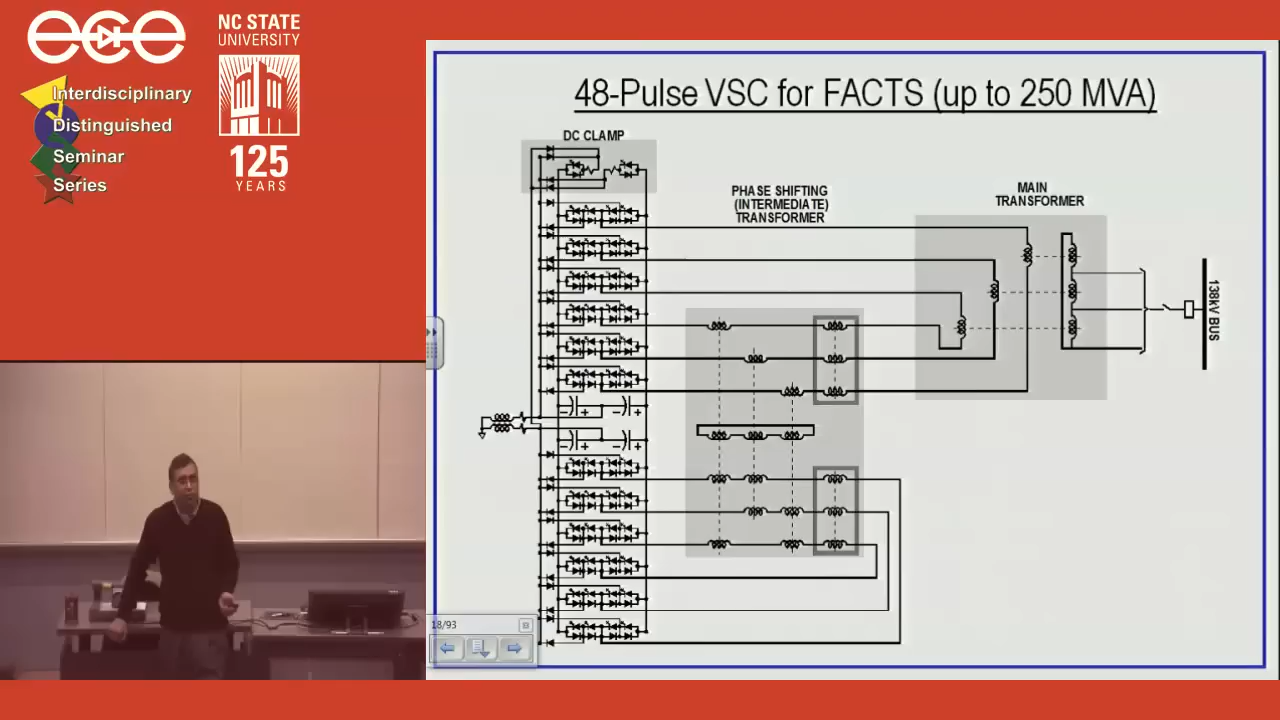 ece
NC STATE
UNIVERSITY
Interdisciplinary
Distinguished
Seminar
Series
125
YEARS
48-Pulse VSC for FACTS (up to 250 MVA)
DC CLAMP
PHASE SHIFTING
(INTERMEDIATE)
TRANSFORMER
MAIN
TRANSFORMER
138kV BUS
18/93